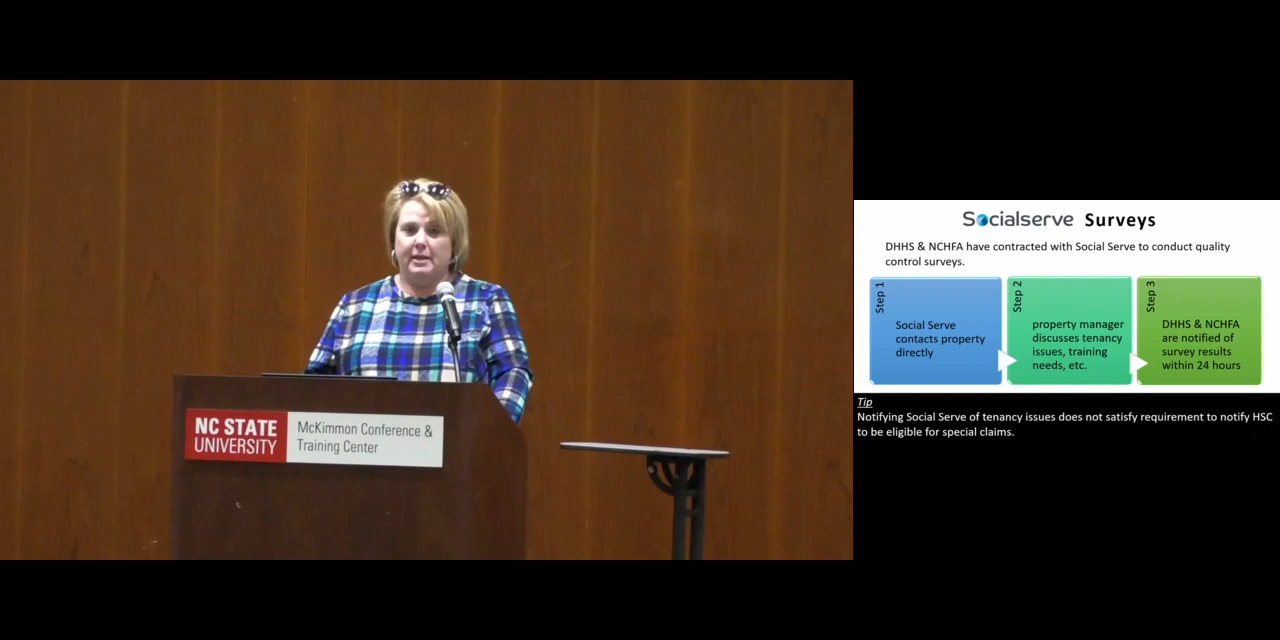 NC STATE
UNIVERSITY
McKimmon Conference &
Training Center
Socialserve Surveys
DHHS & NCHFA have contracted with Social Serve to conduct quality
control surveys.
Step 1
Social Serve
contacts property
directly
Step 2
property manager
discusses tenancy
issues, training
needs, etc.
Step 3
DHHS & NCHFA
are notified of
survey results
within 24 hours
Tip
Notifying Social Serve of tenancy issues does not satisfy requirement to notify HSC
to be eligible for special claims.